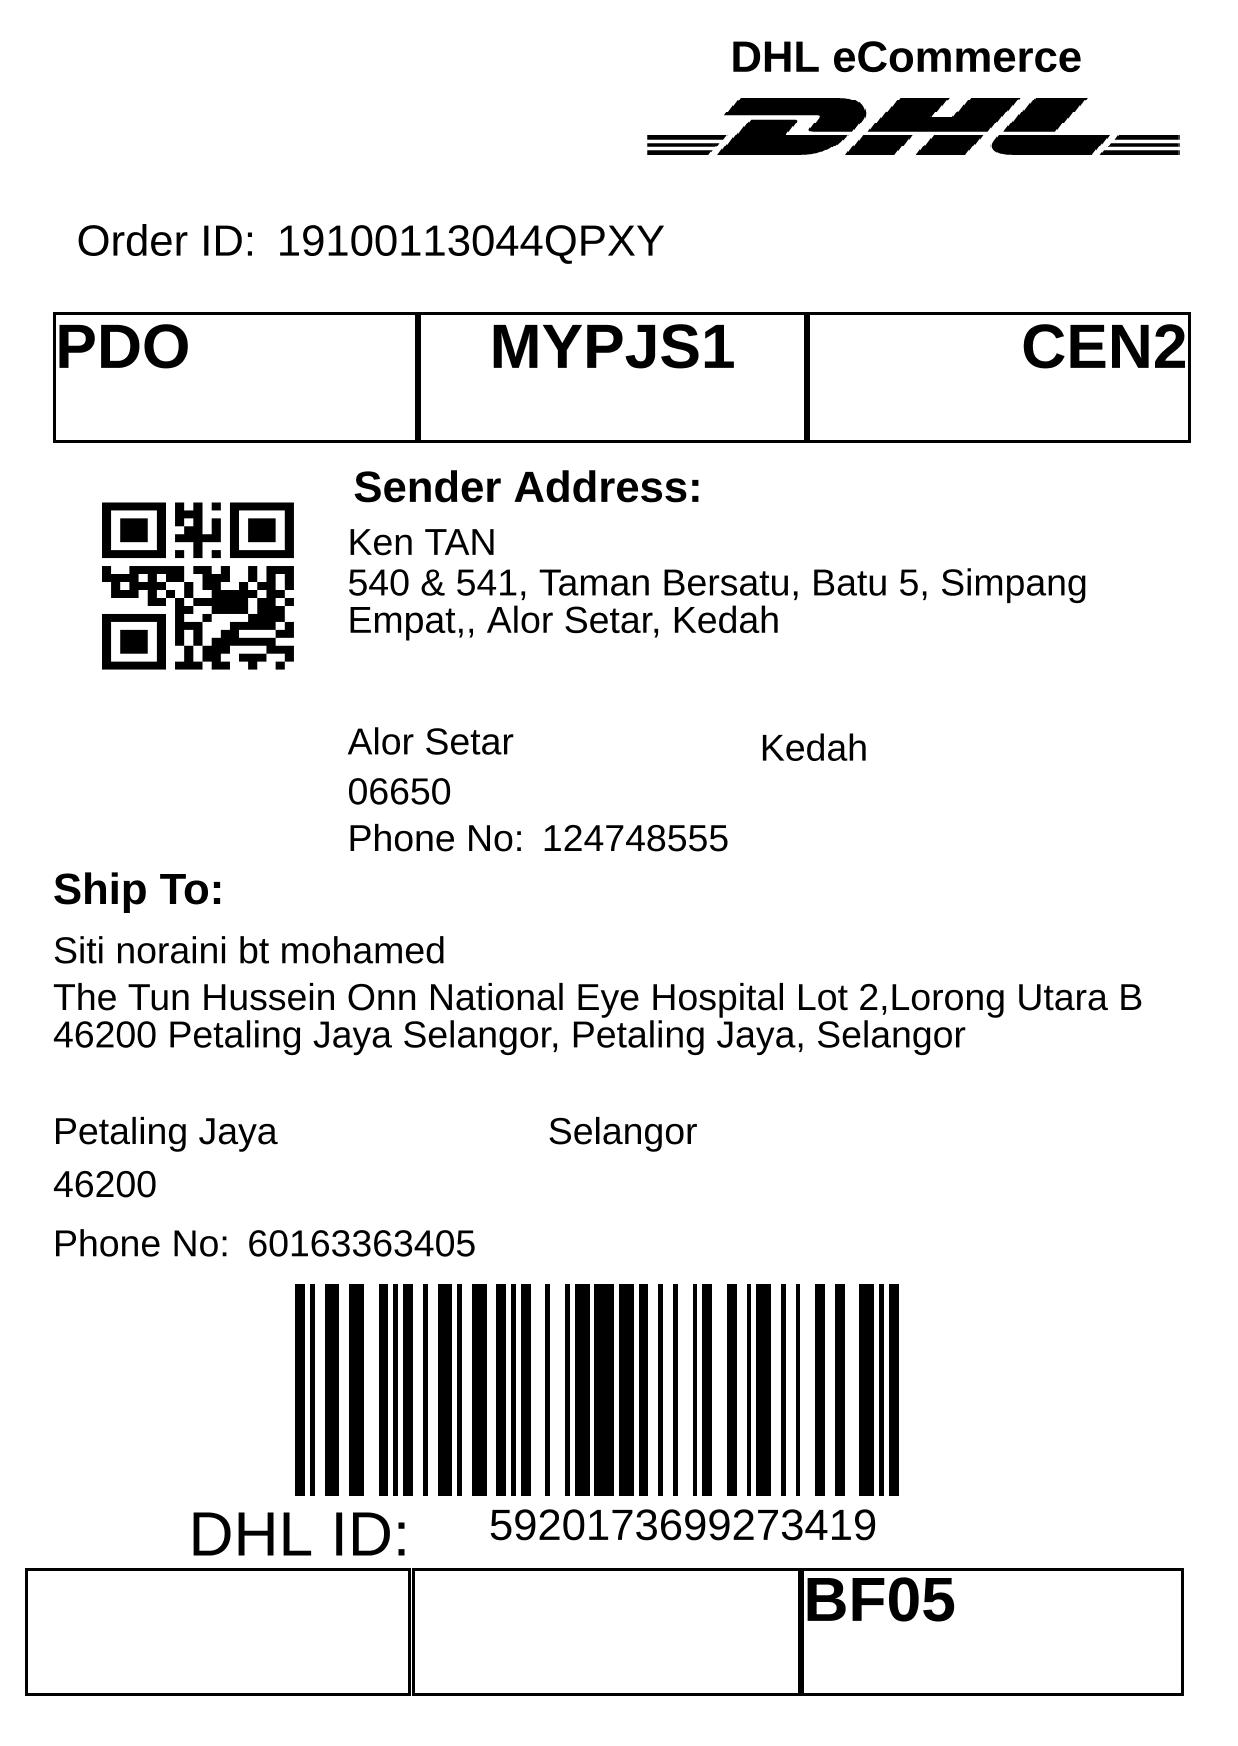 DHL eCommerce
DHL
Order ID: 19100113044QPXY
PDO MYPJS1 CEN2
Sender Address:
Ken TAN
540 & 541, Taman Bersatu, Batu 5, Simpang
Empat,, Alor Setar, Kedah
Alor Setar Kedah
06650
Phone No: 124748555
Ship To:
Siti noraini bt mohamed
The Tun Hussein Onn National Eye Hospital Lot 2,Lorong Utara B
46200 Petaling Jaya Selangor, Petaling Jaya, Selangor
Petaling Jaya Selangor
46200
Phone No: 60163363405
DHL ID: 5920173699273419
BF05